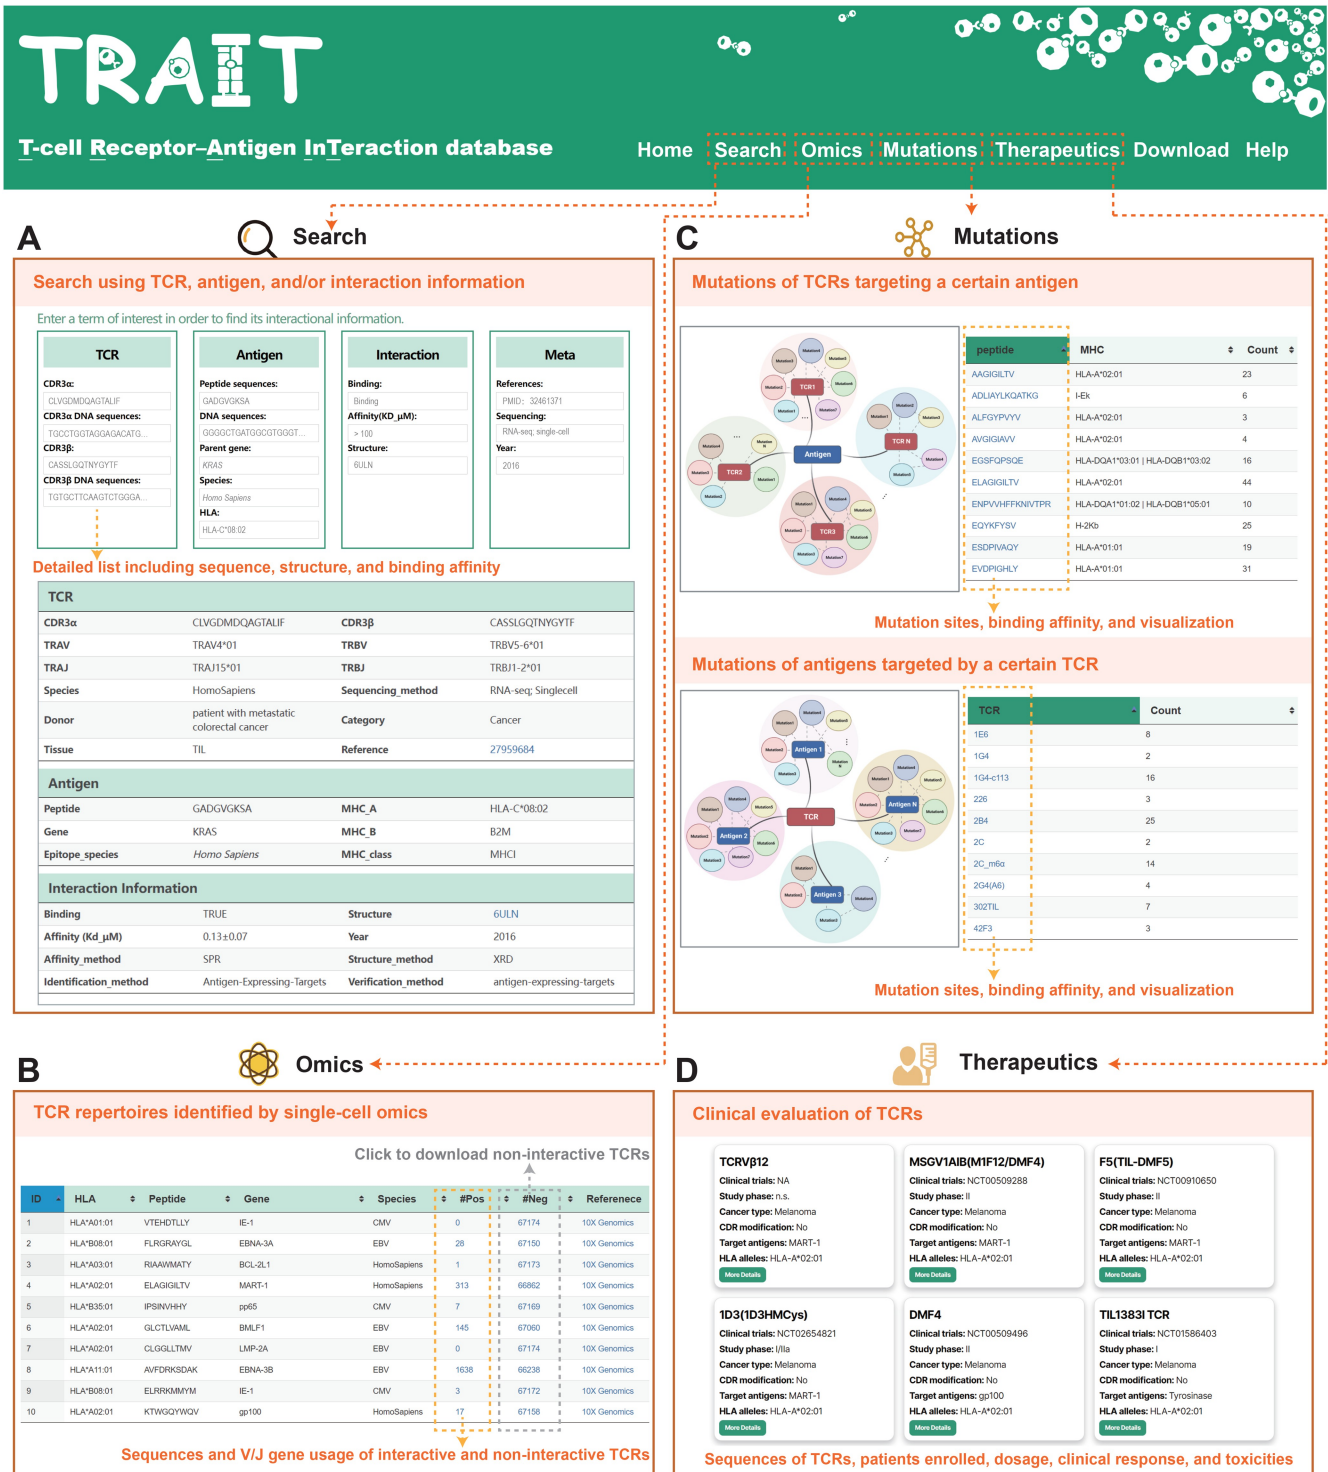 TRAIT
T-cell Receptor–Antigen InTeraction database
Home Search Omics Mutations Therapeutics Download Help
A
Search
Search using TCR, antigen, and/or interaction information
Enter a term of interest in order to find its interactional information.
TCR
CDR3α:
CLVGDMDQAGTALIF
CDR3α DNA sequences:
TGCCTGGTAGGAGACATG...
CDR3β:
CASSLGQTNYGYTF
CDR3β DNA sequences:
TGTGCTTCAAGTCTGGGA...
Antigen
Peptide sequences:
GADGVGKSA
DNA sequences:
GGGGCTGATGGCGTGGGT...
Parent gene:
KRAS
Species:
Homo Sapiens
HLA:
HLA-C*08:02
Interaction
Binding:
Binding
Affinity(KD_μM):
> 100
Structure:
6ULN
Meta
References:
PMID: 32461371
Sequencing:
RNA-seq; single-cell
Year:
2016
Detailed list including sequence, structure, and binding affinity
TCR
CDR3α CLVGDMDQAGTALIF CDR3β CASSLGQTNYGYTF
TRAV TRAV4*01 TRBV TRBV5-6*01
TRAJ TRAJ15*01 TRBJ TRBJ1-2*01
Species HomoSapiens Sequencing_method RNA-seq; Singlecell
Donor patient with metastatic colorectal cancer Category Cancer
Tissue TIL Reference 27959684
Antigen
Peptide GADGVGKSA MHC_A HLA-C*08:02
Gene KRAS MHC_B B2M
Epitope_species Homo Sapiens MHC_class MHCI
Interaction Information
Binding TRUE Structure 6ULN
Affinity (Kd_μM) 0.13±0.07 Year 2016
Affinity_method SPR Structure_method XRD
Identification_method Antigen-Expressing-Targets Verification_method antigen-expressing-targets
B
Omics
TCR repertoires identified by single-cell omics
Click to download non-interactive TCRs
ID HLA Peptide Gene Species #Pos #Neg Referenece
1 HLA*A01:01 VTEHDTLLY IE-1 CMV 0 67174 10X Genomics
2 HLA*B08:01 FLRGRAYGL EBNA-3A EBV 28 67150 10X Genomics
3 HLA*A03:01 RIAAWMATY BCL-2L1 HomoSapiens 1 67173 10X Genomics
4 HLA*A02:01 ELAGIGILTV MART-1 HomoSapiens 313 66862 10X Genomics
5 HLA*B35:01 IPSINVHHY pp65 CMV 7 67169 10X Genomics
6 HLA*A02:01 GLCTLVAML BMLF1 EBV 145 67060 10X Genomics
7 HLA*A02:01 CLGGLLTMV LMP-2A EBV 0 67174 10X Genomics
8 HLA*A11:01 AVFDRKSDAK EBNA-3B EBV 1638 66238 10X Genomics
9 HLA*B08:01 ELRRKMMYM IE-1 CMV 3 67172 10X Genomics
10 HLA*A02:01 KTWGQYWQV gp100 HomoSapiens 17 67158 10X Genomics
Sequences and V/J gene usage of interactive and non-interactive TCRs
C
Mutations
Mutations of TCRs targeting a certain antigen
Antigen
TCR1
TCR2
TCR3
TCR N
peptide MHC Count
AAGIGILTV HLA-A*02:01 23
ADLIAYLKQATKG I-Ek 6
ALFGYPVYV HLA-A*02:01 3
AVGIGIAVV HLA-A*02:01 4
EGSFQPSQE HLA-DQA1*03:01 | HLA-DQB1*03:02 16
ELAGIGILTV HLA-A*02:01 44
ENPVVHFFKNIVTPR HLA-DQA1*01:02 | HLA-DQB1*05:01 10
EQYKFYSV H-2Kb 25
ESDPIVAQY HLA-A*01:01 19
EVDPIGHLY HLA-A*01:01 31
Mutation sites, binding affinity, and visualization
Mutations of antigens targeted by a certain TCR
TCR
Antigen 1
Antigen 2
Antigen 3
Antigen N
TCR Count
1E6 8
1G4 2
1G4-c113 16
226 3
2B4 25
2C 2
2C_m6α 14
2G4(A6) 4
302TIL 7
42F3 3
Mutation sites, binding affinity, and visualization
D
Therapeutics
Clinical evaluation of TCRs
TCRVβ12
Clinical trials: NA
Study phase: n.s.
Cancer type: Melanoma
CDR modification: No
Target antigens: MART-1
HLA alleles: HLA-A*02:01
More Details
MSGV1AIB(M1F12/DMF4)
Clinical trials: NCT00509288
Study phase: II
Cancer type: Melanoma
CDR modification: No
Target antigens: MART-1
HLA alleles: HLA-A*02:01
More Details
F5(TIL-DMF5)
Clinical trials: NCT00910650
Study phase: II
Cancer type: Melanoma
CDR modification: No
Target antigens: MART-1
HLA alleles: HLA-A*02:01
More Details
1D3(1D3HMCys)
Clinical trials: NCT02654821
Study phase: I/IIa
Cancer type: Melanoma
CDR modification: No
Target antigens: MART-1
HLA alleles: HLA-A*02:01
More Details
DMF4
Clinical trials: NCT00509496
Study phase: II
Cancer type: Melanoma
CDR modification: No
Target antigens: gp100
HLA alleles: HLA-A*02:01
More Details
TIL1383I TCR
Clinical trials: NCT01586403
Study phase: I
Cancer type: Melanoma
CDR modification: No
Target antigens: Tyrosinase
HLA alleles: HLA-A*02:01
More Details
Sequences of TCRs, patients enrolled, dosage, clinical response, and toxicities